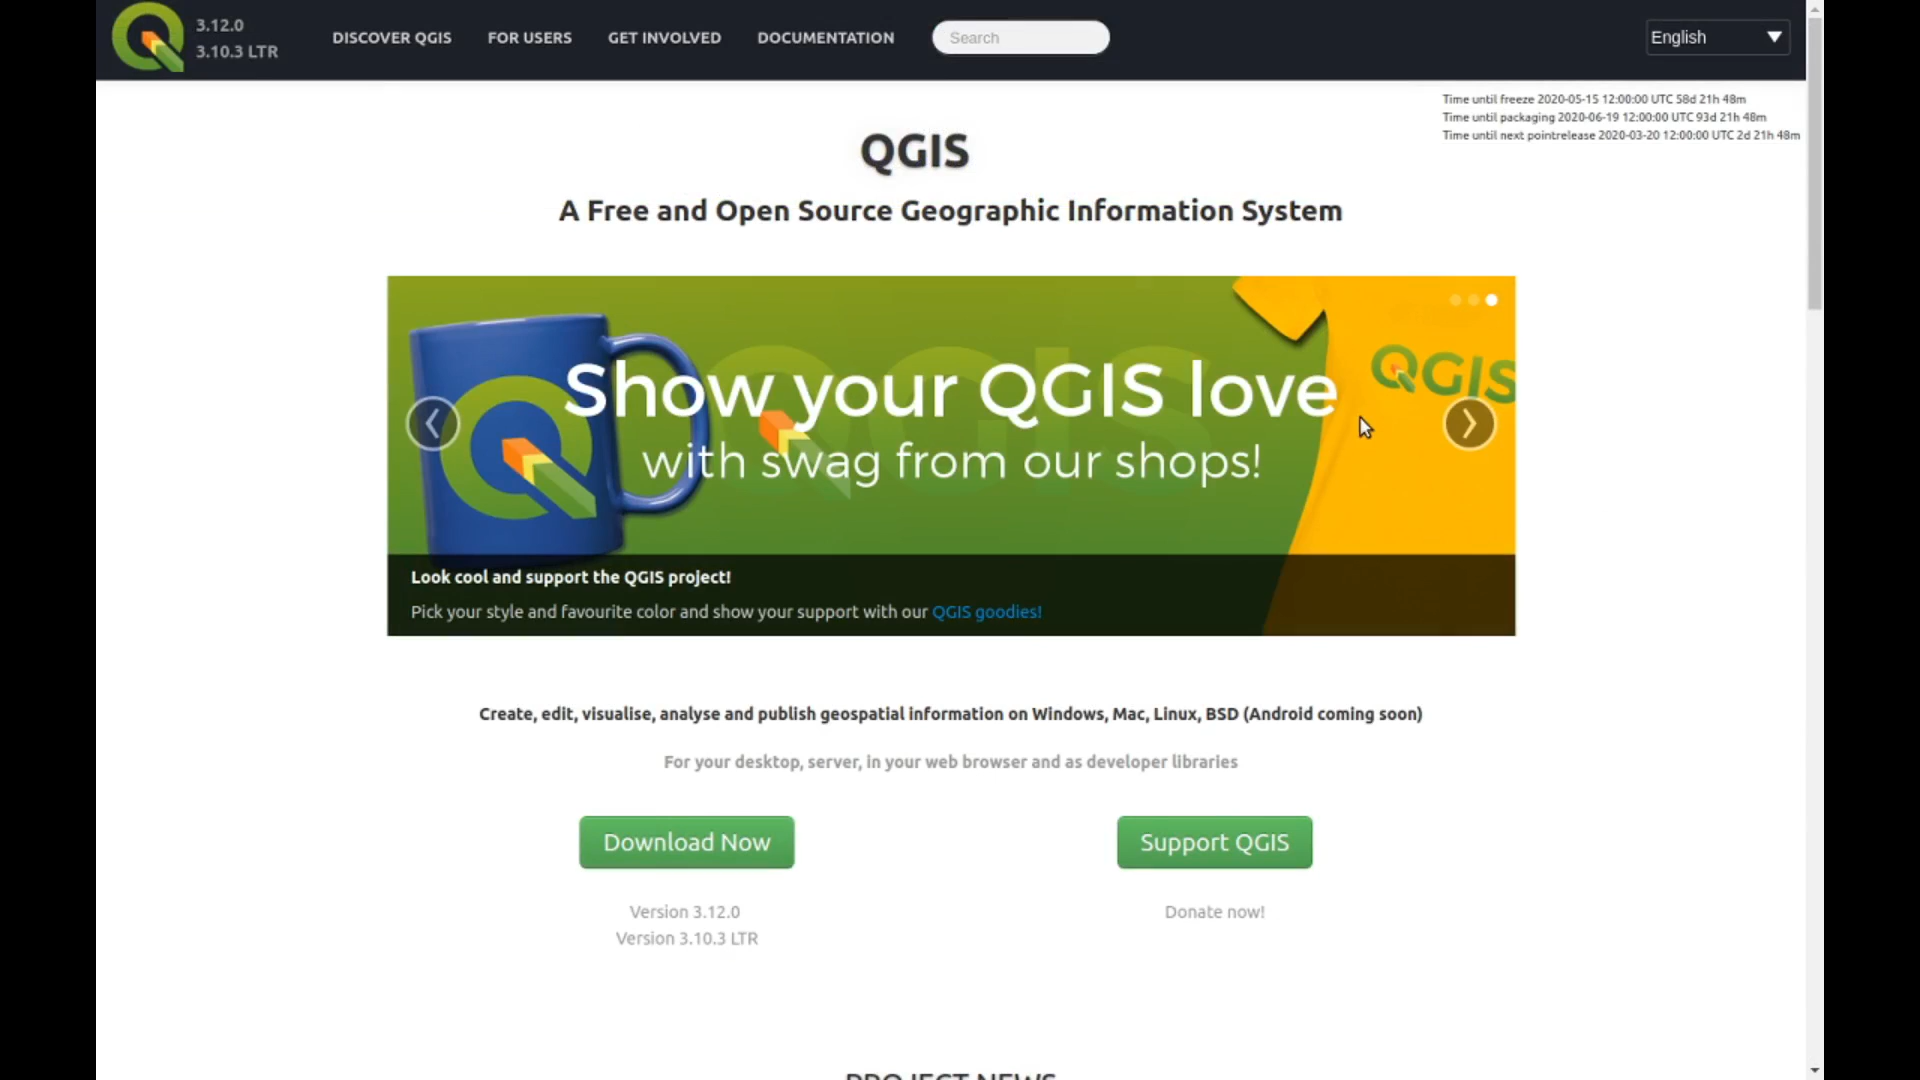 3.12.0
3.10.3 LTR
DISCOVER QGIS
FOR USERS
GET INVOLVED
DOCUMENTATION
Search
English
Time until freeze 2020-05-15 12:00:00 UTC 58d 21h 48m
Time until packaging 2020-06-19 12:00:00 UTC 93d 21h 48m
Time until next pointrelease 2020-03-20 12:00:00 UTC 2d 21h 48m
QGIS
A Free and Open Source Geographic Information System
QGIS
Show your QGIS love
with swag from our shops!
Look cool and support the QGIS project!
Pick your style and favourite color and show your support with our QGIS goodies!
Create, edit, visualise, analyse and publish geospatial information on Windows, Mac, Linux, BSD (Android coming soon)
For your desktop, server, in your web browser and as developer libraries
Download Now
Support QGIS
Version 3.12.0
Version 3.10.3 LTR
Donate now!
PROJECT NEWS